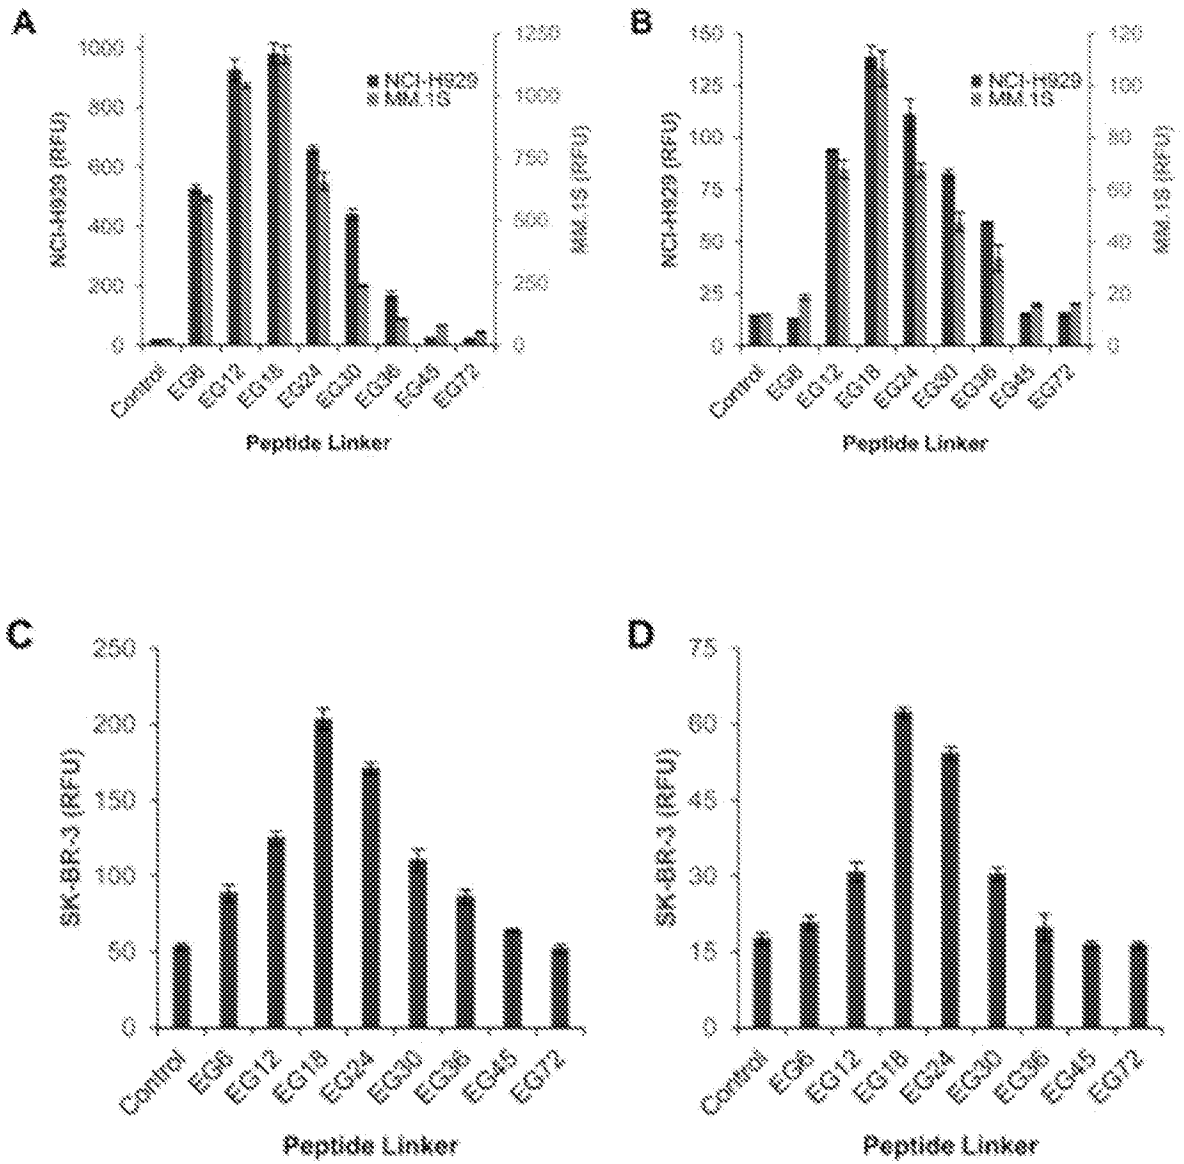 A
NCI-H929 (RFU)
1000
800
600
400
200
0
NCI-H929
MM.1S
1250
1000
750
500
250
0
MM.1S (RFU)
Control
EG6
EG12
EG18
EG24
EG30
EG36
EG45
EG72
Peptide Linker
B
NCI-H929 (RFU)
150
125
100
75
50
25
0
NCI-H929
MM.1S
120
100
80
60
40
20
0
MM.1S (RFU)
Control
EG6
EG12
EG18
EG24
EG30
EG36
EG45
EG72
Peptide Linker
C
SK-BR-3 (RFU)
250
200
150
100
50
0
Control
EG6
EG12
EG18
EG24
EG30
EG36
EG45
EG72
Peptide Linker
D
SK-BR-3 (RFU)
75
60
45
30
15
0
Control
EG6
EG12
EG18
EG24
EG30
EG36
EG45
EG72
Peptide Linker